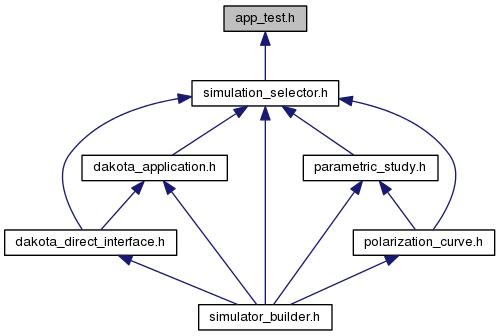 app_test.h
simulation_selector.h
dakota_application.h
parametric_study.h
dakota_direct_interface.h
polarization_curve.h
simulator_builder.h